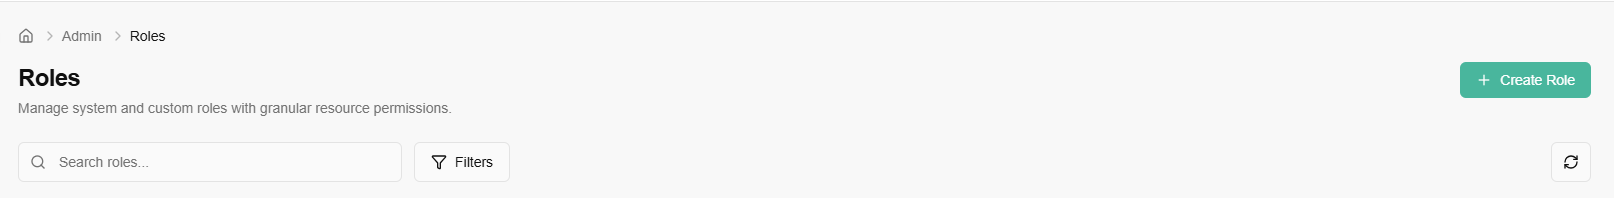 Admin Roles
Roles
Create Role
Manage system and custom roles with granular resource permissions.
Search roles... Filters